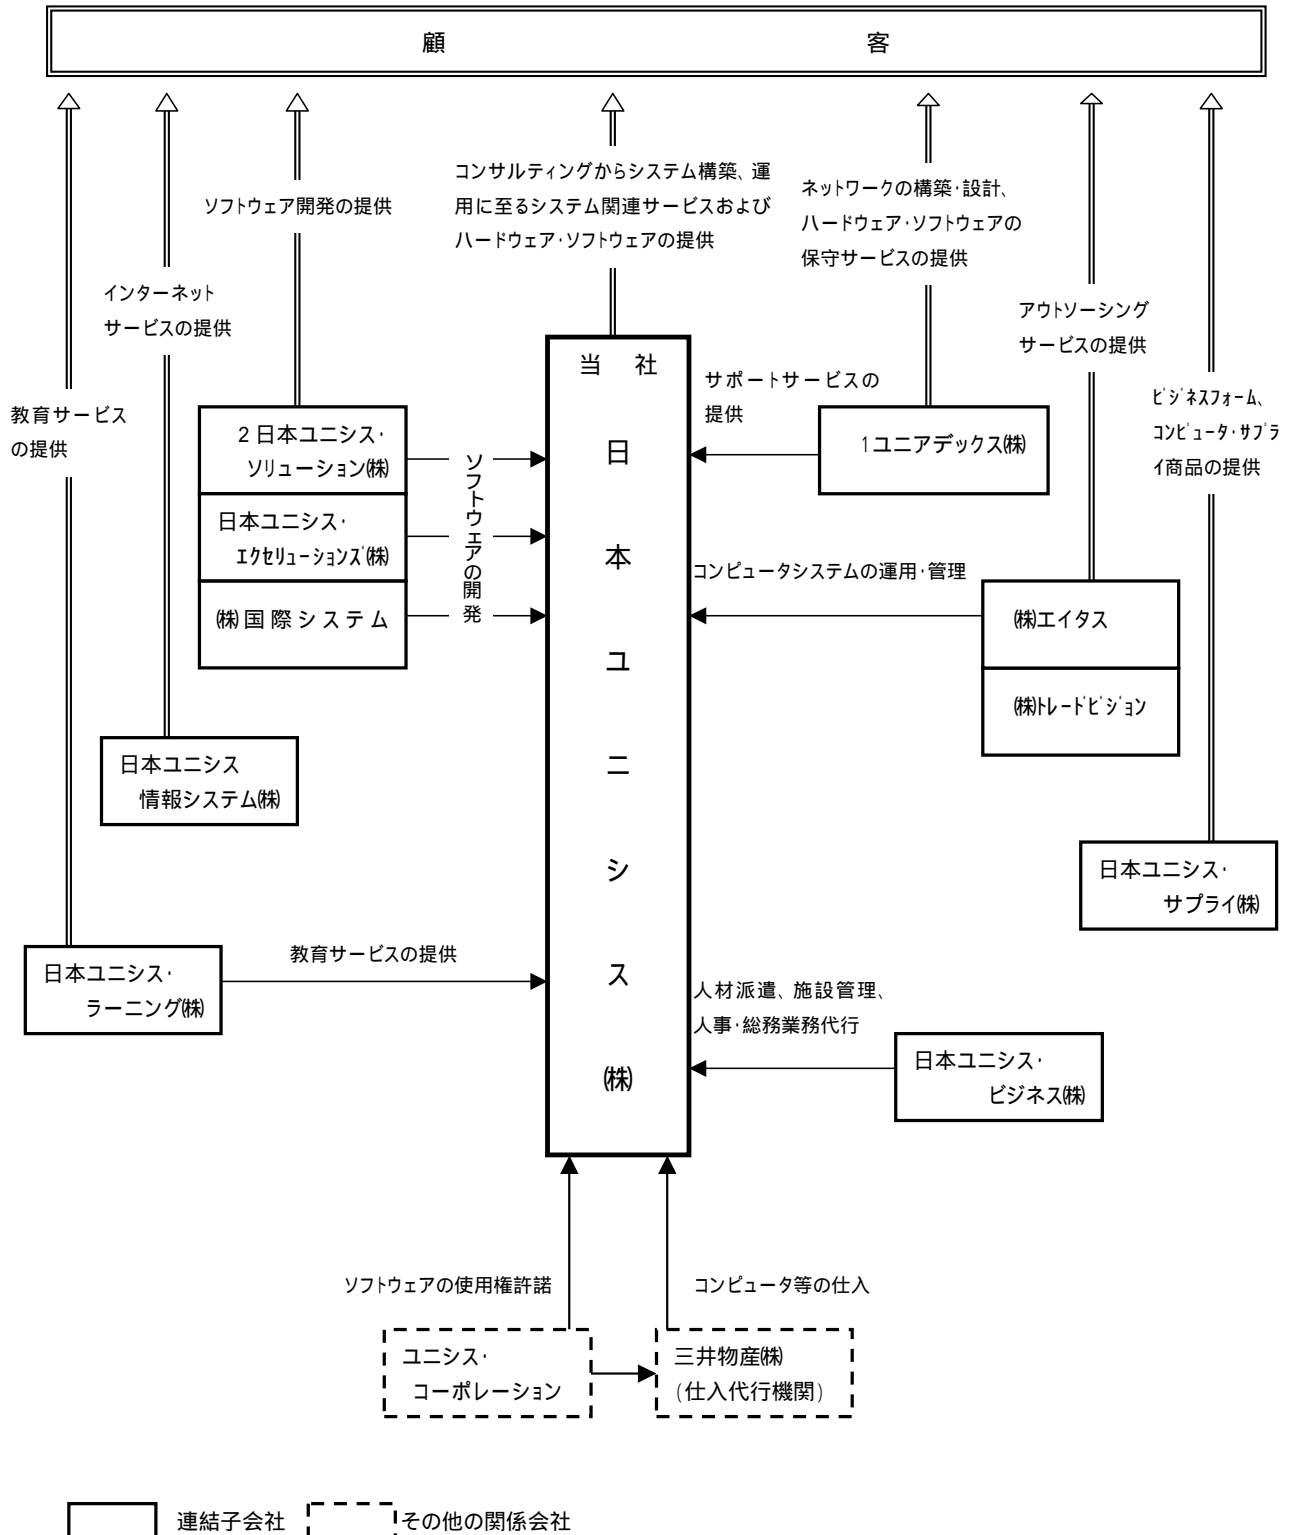 顧 客
コンサルティングからシステム構築、運
用に至るシステム関連サービスおよび
ハードウェア・ソフトウェアの提供
ネットワークの構築・設計、
ハードウェア・ソフトウェアの
保守サービスの提供
ソフトウェア開発の提供
インターネット
サービスの提供
アウトソーシング
サービスの提供
教育サービス
の提供
サポートサービスの
提供
ビジネスフォーム、
コンピュータ・サプラ
イ商品の提供
当 社
日本ユニシス㈱
2日本ユニシス・
ソリューション㈱
日本ユニシス・
エクセリューションズ㈱
㈱国際システム
ソフトウェアの開発
1ユニアデックス㈱
コンピュータシステムの運用・管理
㈱エイタス
㈱トレードビジョン
日本ユニシス
情報システム㈱
日本ユニシス・
サプライ㈱
日本ユニシス・
ラーニング㈱
教育サービスの提供
人材派遣、施設管理、
人事・総務業務代行
日本ユニシス・
ビジネス㈱
ソフトウェアの使用権許諾
コンピュータ等の仕入
ユニシス・
コーポレーション
三井物産㈱
(仕入代行機関)
連結子会社
その他の関係会社